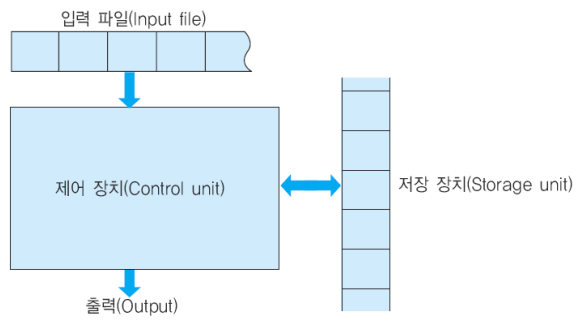 입력 파일(Input file)
제어 장치(Control unit)
저장 장치(Storage unit)
출력(Output)